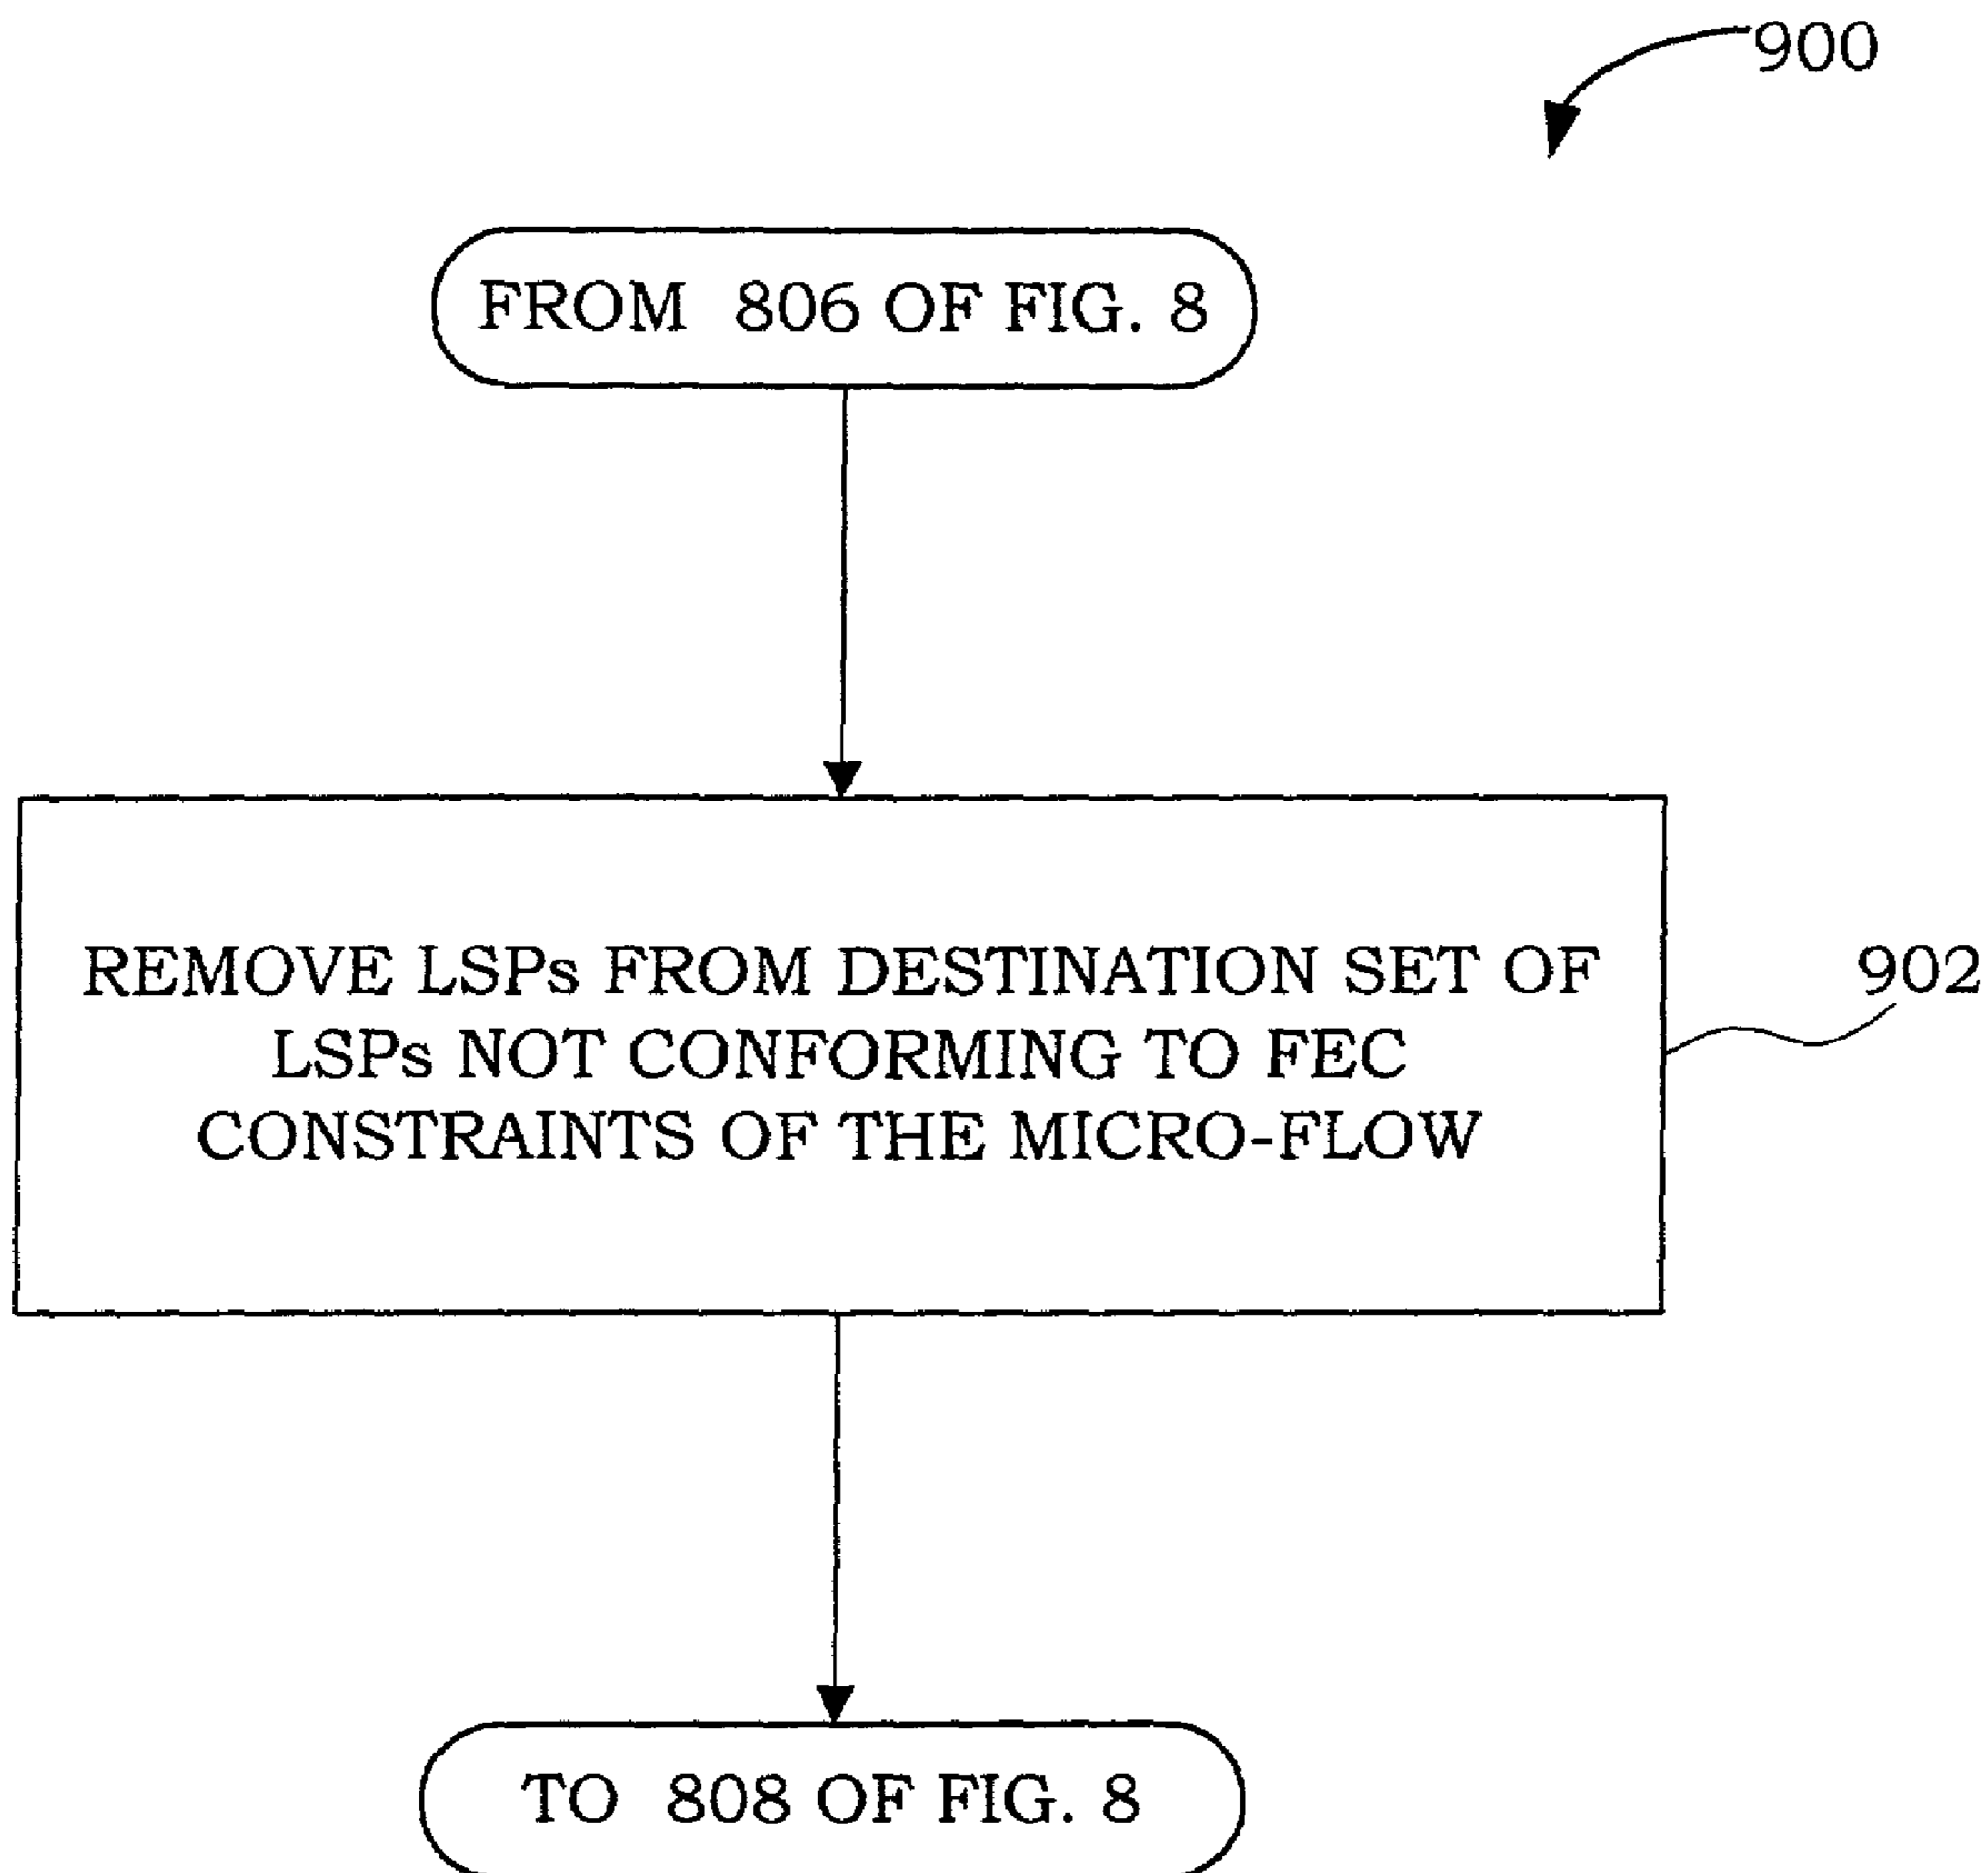 900
FROM 806 OF FIG. 8
REMOVE LSPs FROM DESTINATION SET OF
LSPs NOT CONFORMING TO FEC
CONSTRAINTS OF THE MICRO-FLOW
902
TO 808 OF FIG. 8